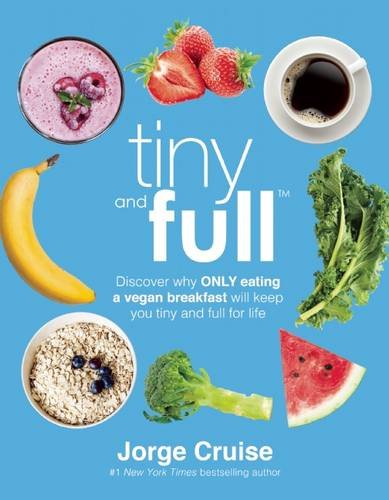 tiny
and full™
Discover why ONLY eating
a vegan breakfast will keep
you tiny and full for life
Jorge Cruise
#1 New York Times bestselling author